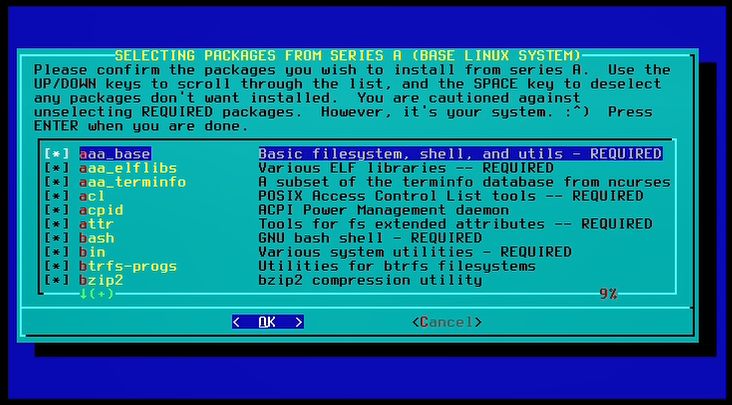 SELECTING PACKAGES FROM SERIES A (BASE LINUX SYSTEM)
Please confirm the packages you wish to install from series A.  Use the
UP/DOWN keys to scroll through the list, and the SPACE key to deselect
any packages don't want installed.  You are cautioned against
unselecting REQUIRED packages.  However, it's your system. :^)  Press
ENTER when you are done.
[*] aaa_base Basic filesystem, shell, and utils - REQUIRED
[*] aaa_elflibs Various ELF libraries -- REQUIRED
[*] aaa_terminfo A subset of the terminfo database from ncurses
[*] acl POSIX Access Control List tools -- REQUIRED
[*] acpid ACPI Power Management daemon
[*] attr Tools for fs extended attributes -- REQUIRED
[*] bash GNU bash shell - REQUIRED
[*] bin Various system utilities - REQUIRED
[*] btrfs-progs Utilities for btrfs filesystems
[*] bzip2 bzip2 compression utility
↓(+) 9%
<  OK  > <Cancel>